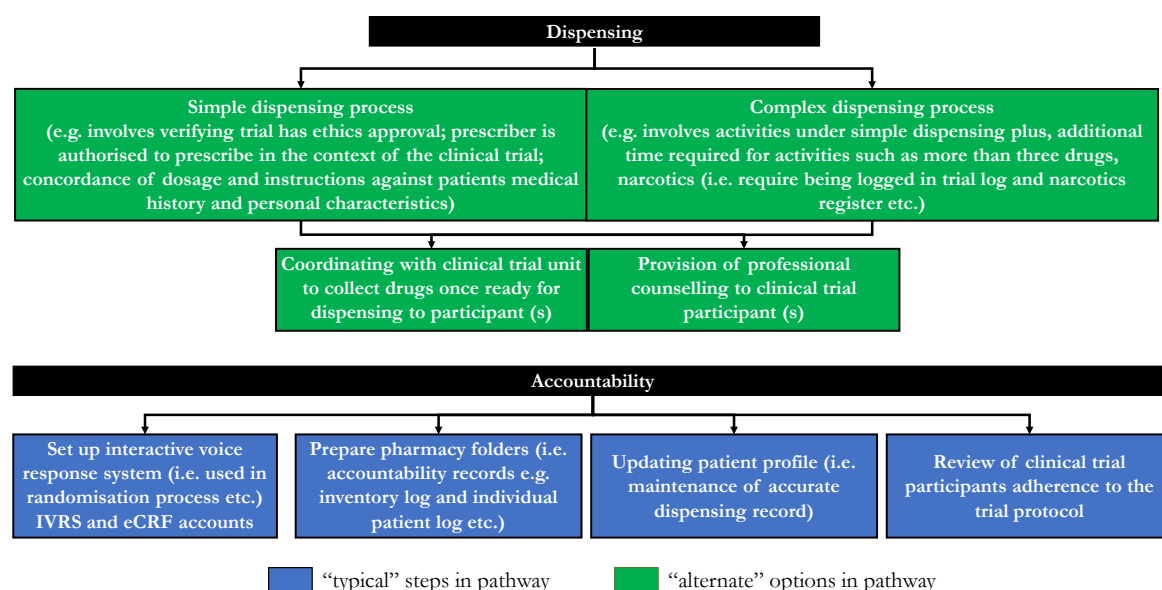 Dispensing
Simple dispensing process
(e.g. involves verifying trial has ethics approval; prescriber is
authorised to prescribe in the context of the clinical trial;
concordance of dosage and instructions against patients medical
history and personal characteristics)
Complex dispensing process
(e.g. involves activities under simple dispensing plus, additional
time required for activities such as more than three drugs,
narcotics (i.e. require being logged in trial log and narcotics
register etc.)
Coordinating with clinical trial unit
to collect drugs once ready for
dispensing to participant (s)
Provision of professional
counselling to clinical trial
participant (s)
Accountability
Set up interactive voice
response system (i.e. used in
randomisation process etc.)
IVRS and eCRF accounts
Prepare pharmacy folders (i.e.
accountability records e.g.
inventory log and individual
patient log etc.)
Updating patient profile (i.e.
maintenance of accurate
dispensing record)
Review of clinical trial
participants adherence to the
trial protocol
“typical” steps in pathway
“alternate” options in pathway